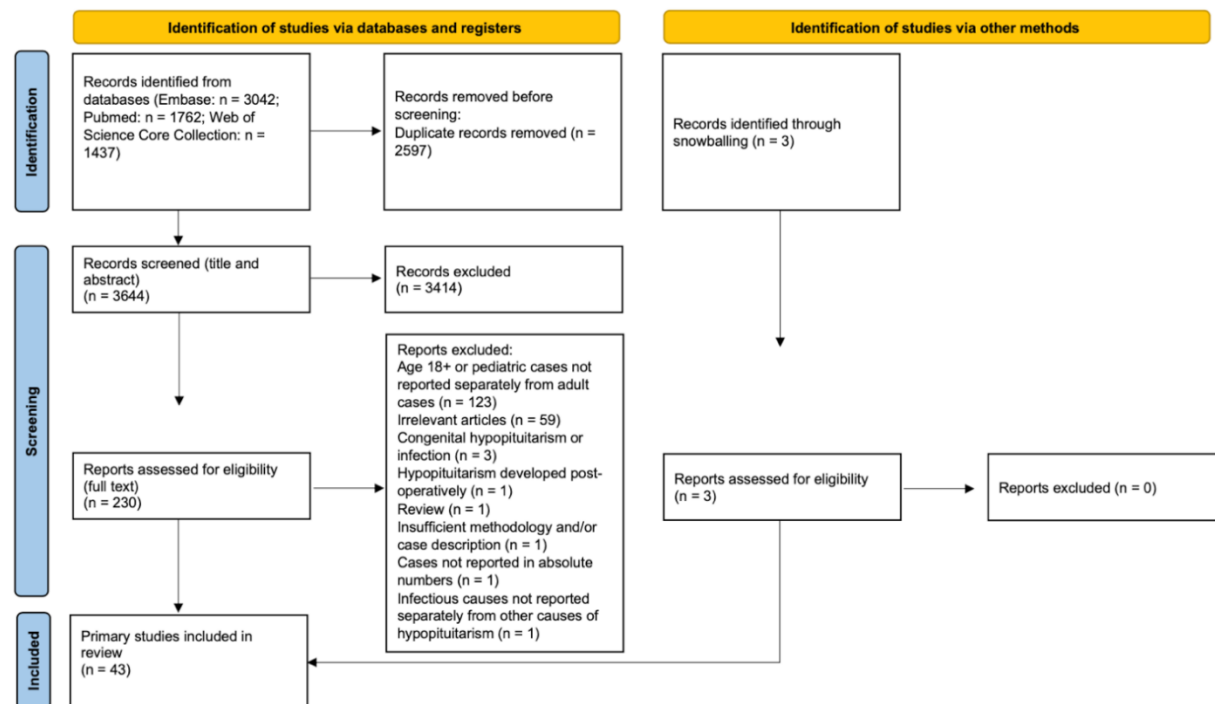 Identification of studies via databases and registers
Identification of studies via other methods
Identification
Records identified from
databases (Embase: n = 3042;
Pubmed: n = 1762; Web of
Science Core Collection: n =
1437)
Records removed before
screening:
Duplicate records removed (n =
2597)
Records identified through
snowballing (n = 3)
Screening
Records screened (title and
abstract)
(n = 3644)
Records excluded
(n = 3414)
Reports assessed for eligibility
(full text)
(n = 230)
Reports excluded:
Age 18+ or pediatric cases not
reported separately from adult
cases (n = 123)
Irrelevant articles (n = 59)
Congenital hypopituitarism or
infection (n = 3)
Hypopituitarism developed post-
operatively (n = 1)
Review (n = 1)
Insufficient methodology and/or
case description (n = 1)
Cases not reported in absolute
numbers (n = 1)
Infectious causes not reported
separately from other causes of
hypopituitarism (n = 1)
Reports assessed for eligibility
(n = 3)
Reports excluded (n = 0)
Included
Primary studies included in
review
(n = 43)